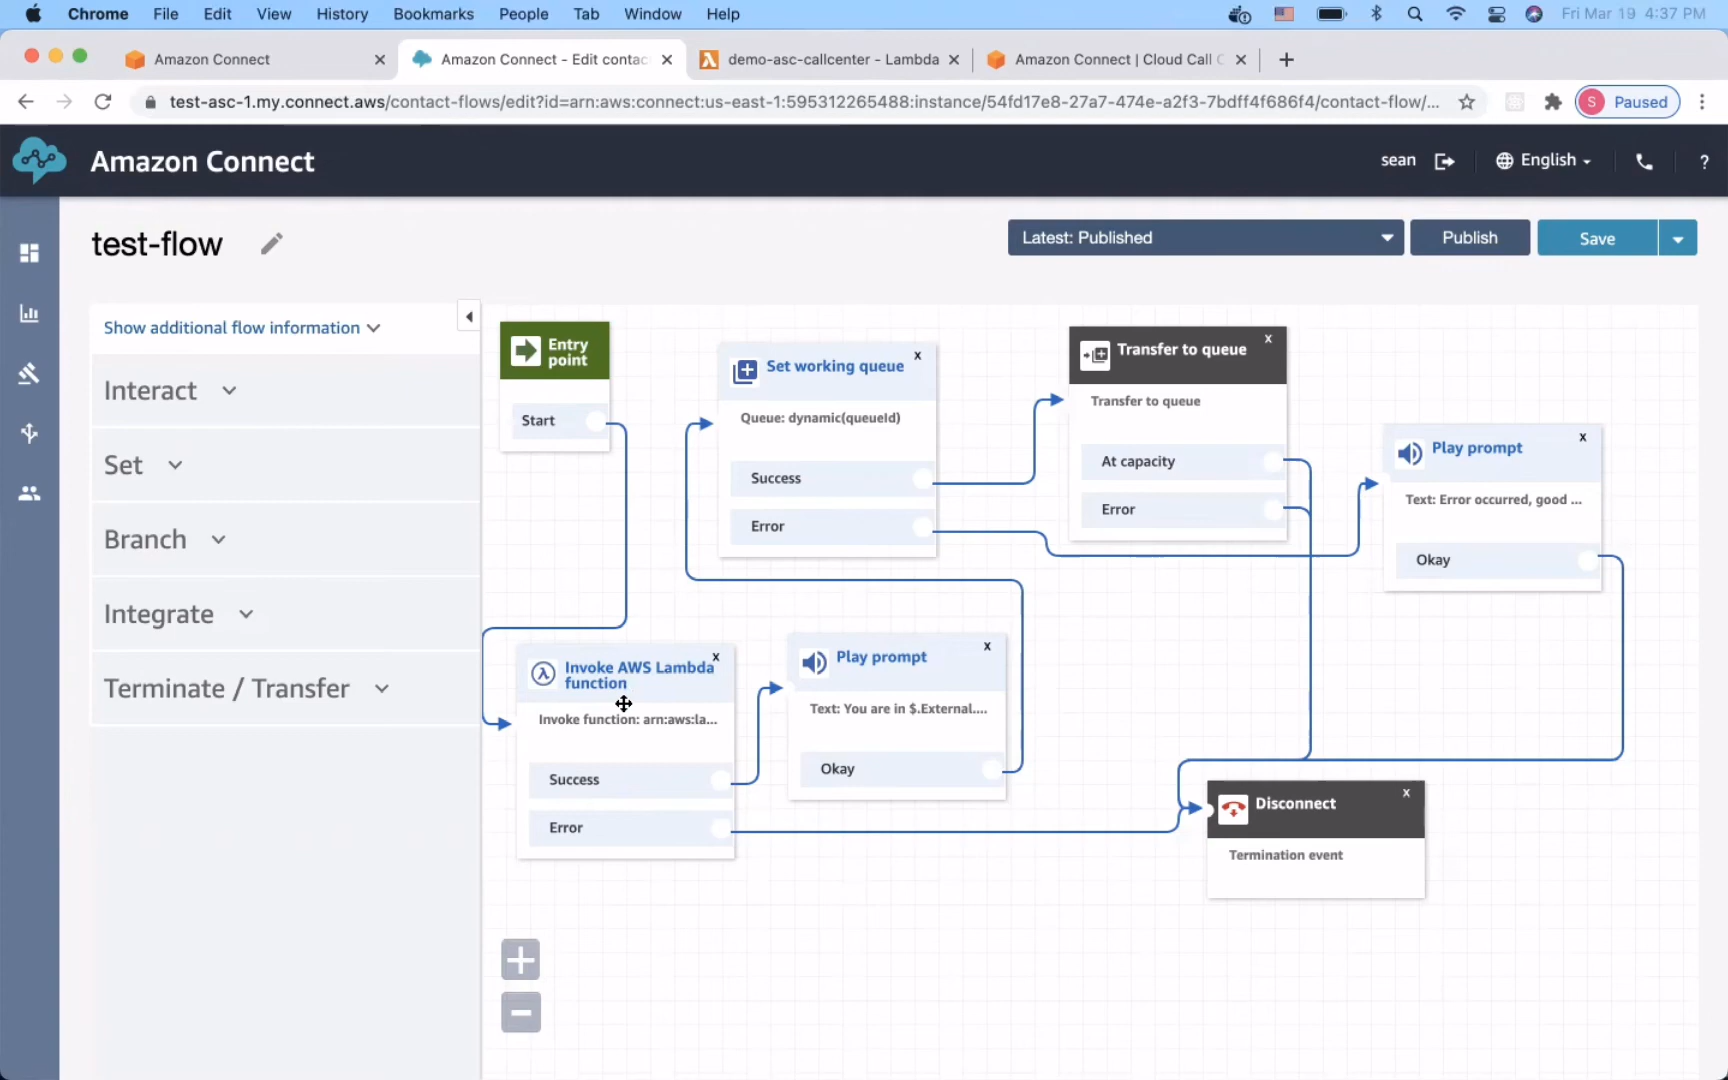 Chrome File Edit View History Bookmarks People Tab Window Help Fri Mar 19 4:37 PM
Amazon Connect
Amazon Connect - Edit contac
demo-asc-callcenter - Lambda
Amazon Connect | Cloud Call C
test-asc-1.my.connect.aws/contact-flows/edit?id=arn:aws:connect:us-east-1:595312265488:instance/54fd17e8-27a7-474e-a2f3-7bdff4f686f4/contact-flow/...
S Paused
Amazon Connect
sean
English
?
test-flow
Latest: Published
Publish
Save
Show additional flow information
Interact
Set
Branch
Integrate
Terminate / Transfer
Entry
point
Start
Set working queue
x
Queue: dynamic(queueId)
Success
Error
Transfer to queue
x
Transfer to queue
At capacity
Error
Play prompt
x
Text: Error occurred, good ...
Okay
Invoke AWS Lambda
function
x
Invoke function: arn:aws:la...
Success
Error
Play prompt
x
Text: You are in $.External....
Okay
Disconnect
x
Termination event